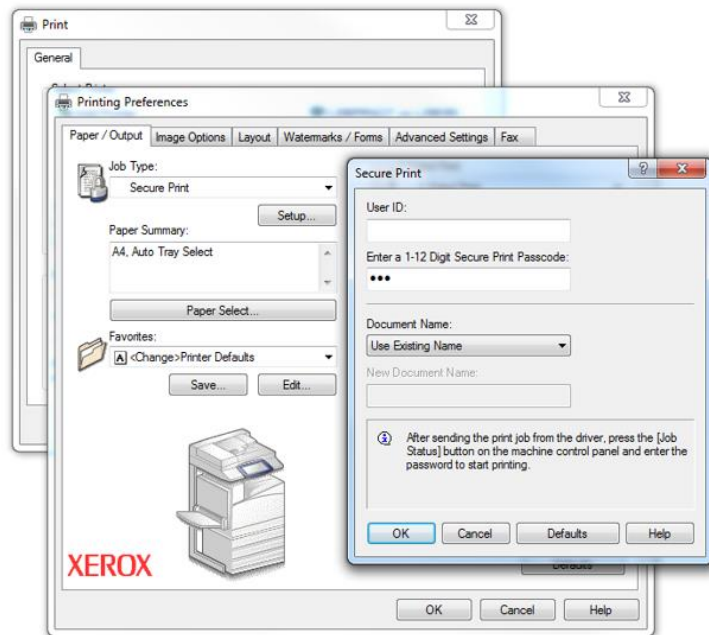 Print
General
Printing Preferences
Paper / Output Image Options Layout Watermarks / Forms Advanced Settings Fax
Job Type:
Secure Print
Setup...
Paper Summary:
A4, Auto Tray Select
Paper Select...
Favorites:
A <Change>Printer Defaults
Save... Edit...
XEROX
Defaults
OK Cancel Help
Secure Print
User ID:
Enter a 1-12 Digit Secure Print Passcode:
•••
Document Name:
Use Existing Name
New Document Name:
After sending the print job from the driver, press the [Job
Status] button on the machine control panel and enter the
password to start printing.
OK Cancel Defaults Help